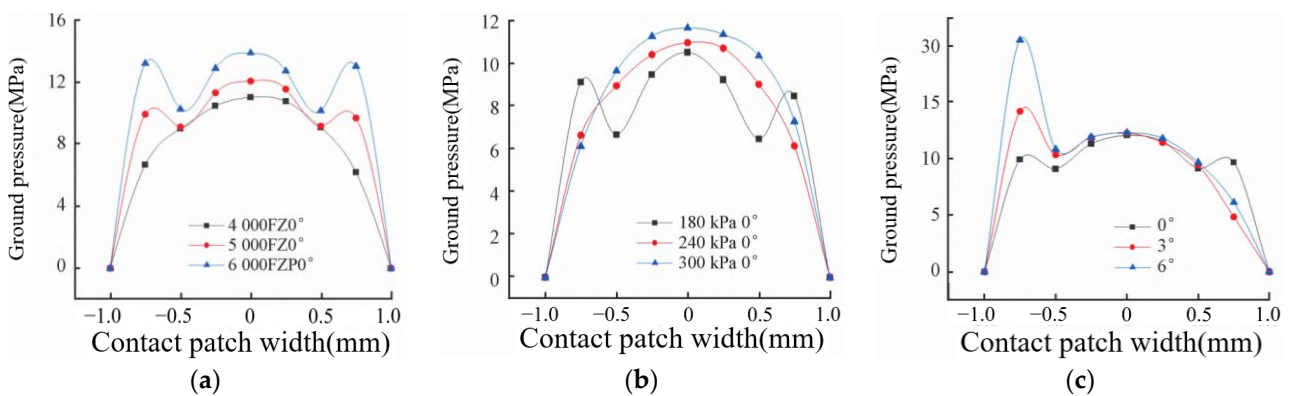 16
12
8
4
0
Ground pressure(MPa)
4 000FZ0°
5 000FZ0°
6 000FZP0°
−1.0 −0.5 0 0.5 1.0
Contact patch width(mm)
(a)
12
10
8
6
4
2
0
Ground pressure(MPa)
180 kPa 0°
240 kPa 0°
300 kPa 0°
−1.0 −0.5 0 0.5 1.0
Contact patch width(mm)
(b)
30
15
10
5
0
Ground pressure(MPa)
0°
3°
6°
−1.0 −0.5 0 0.5 1.0
Contact patch width(mm)
(c)